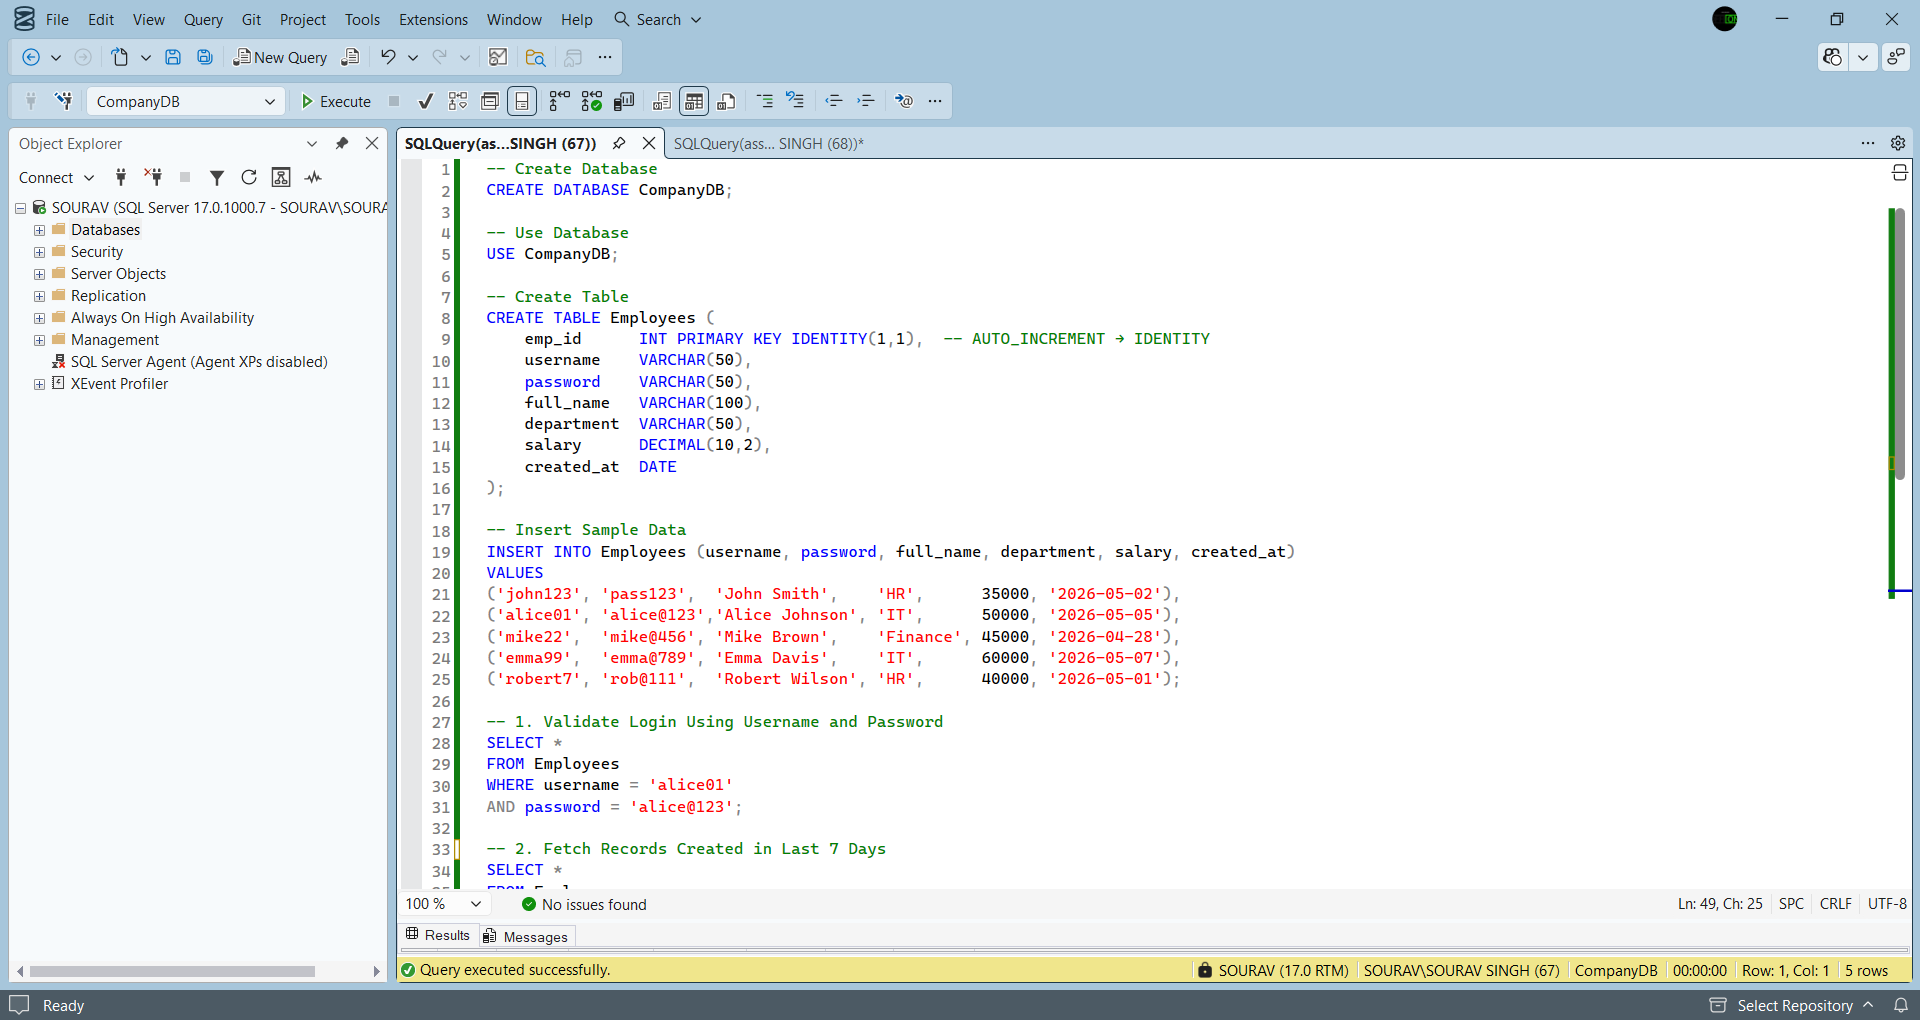 File Edit View Query Git Project Tools Extensions Window Help Search
New Query
CompanyDB Execute
Object Explorer
Connect
SOURAV (SQL Server 17.0.1000.7 - SOURAV\SOURA
Databases
Security
Server Objects
Replication
Always On High Availability
Management
SQL Server Agent (Agent XPs disabled)
XEvent Profiler
SQLQuery(as...SINGH (67)) SQLQuery(ass... SINGH (68))*
1 -- Create Database
2 CREATE DATABASE CompanyDB;
3
4 -- Use Database
5 USE CompanyDB;
6
7 -- Create Table
8 CREATE TABLE Employees (
9 emp_id INT PRIMARY KEY IDENTITY(1,1), -- AUTO_INCREMENT → IDENTITY
10 username VARCHAR(50),
11 password VARCHAR(50),
12 full_name VARCHAR(100),
13 department VARCHAR(50),
14 salary DECIMAL(10,2),
15 created_at DATE
16 );
17
18 -- Insert Sample Data
19 INSERT INTO Employees (username, password, full_name, department, salary, created_at)
20 VALUES
21 ('john123', 'pass123', 'John Smith', 'HR', 35000, '2026-05-02'),
22 ('alice01', 'alice@123','Alice Johnson', 'IT', 50000, '2026-05-05'),
23 ('mike22', 'mike@456', 'Mike Brown', 'Finance', 45000, '2026-04-28'),
24 ('emma99', 'emma@789', 'Emma Davis', 'IT', 60000, '2026-05-07'),
25 ('robert7', 'rob@111', 'Robert Wilson', 'HR', 40000, '2026-05-01');
26
27 -- 1. Validate Login Using Username and Password
28 SELECT *
29 FROM Employees
30 WHERE username = 'alice01'
31 AND password = 'alice@123';
32
33 -- 2. Fetch Records Created in Last 7 Days
34 SELECT *
100 % No issues found Ln: 49, Ch: 25 SPC CRLF UTF-8
Results Messages
Query executed successfully. SOURAV (17.0 RTM) SOURAV\SOURAV SINGH (67) CompanyDB 00:00:00 Row: 1, Col: 1 5 rows
Ready Select Repository